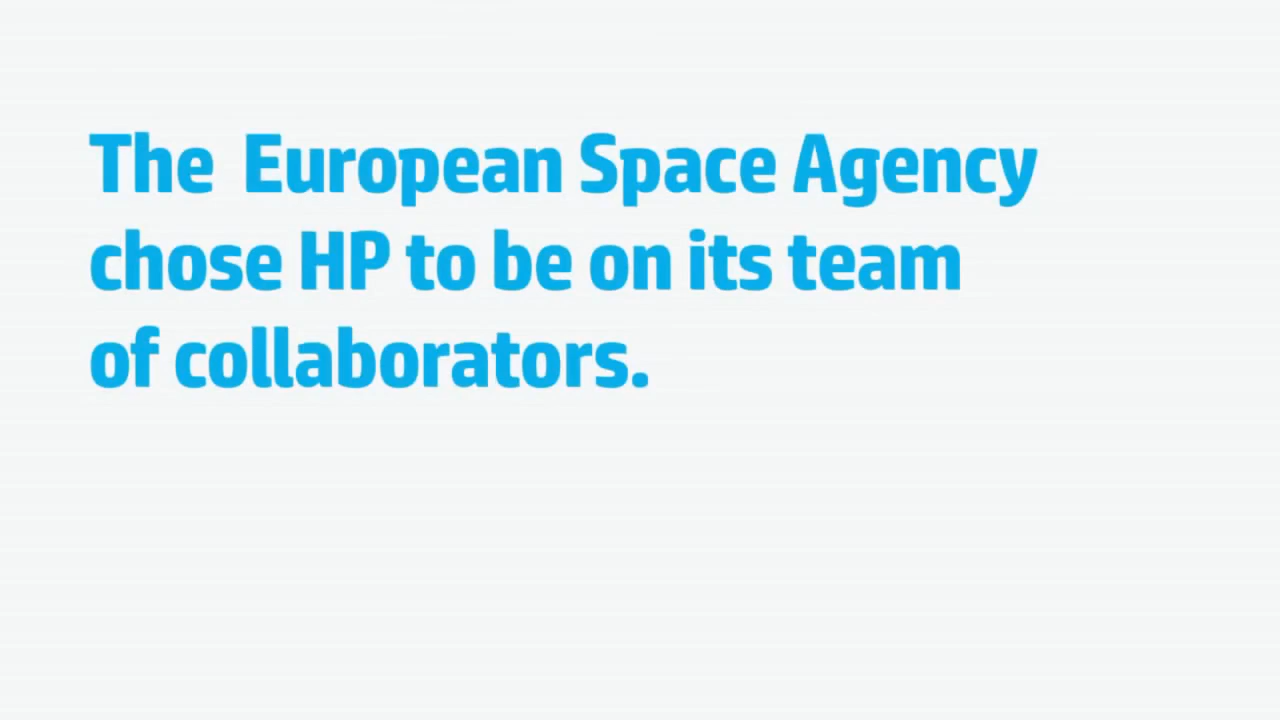 The  European Space Agency
chose HP to be on its team
of collaborators.